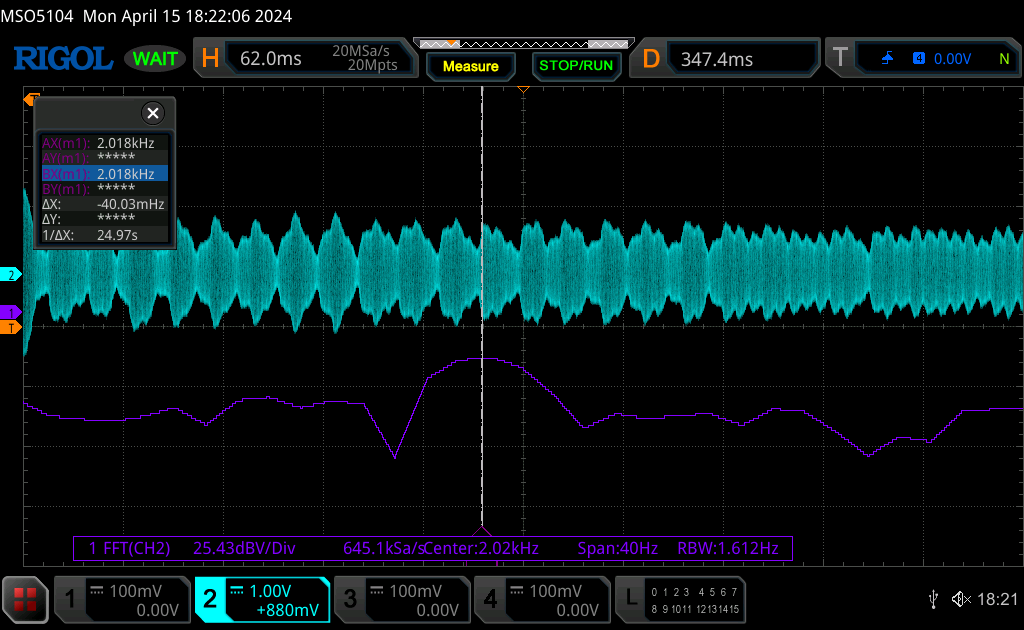 MSO5104 Mon April 15 18:22:06 2024
RIGOL WAIT H 62.0ms 20MSa/s 20Mpts Measure STOP/RUN D 347.4ms T 4 0.00V N
T
AX(m1): 2.018kHz
AY(m1): *****
BX(m1): 2.018kHz
BY(m1): *****
ΔX: -40.03mHz
ΔY: *****
1/ΔX: 24.97s
2
1
T
1 FFT(CH2) 25.43dBV/Div 645.1kSa/s Center:2.02kHz Span:40Hz RBW:1.612Hz
1 100mV 0.00V 2 1.00V +880mV 3 100mV 0.00V 4 100mV 0.00V L 0 1 2 3 4 5 6 7
8 9 10 11 12 13 14 15
18:21